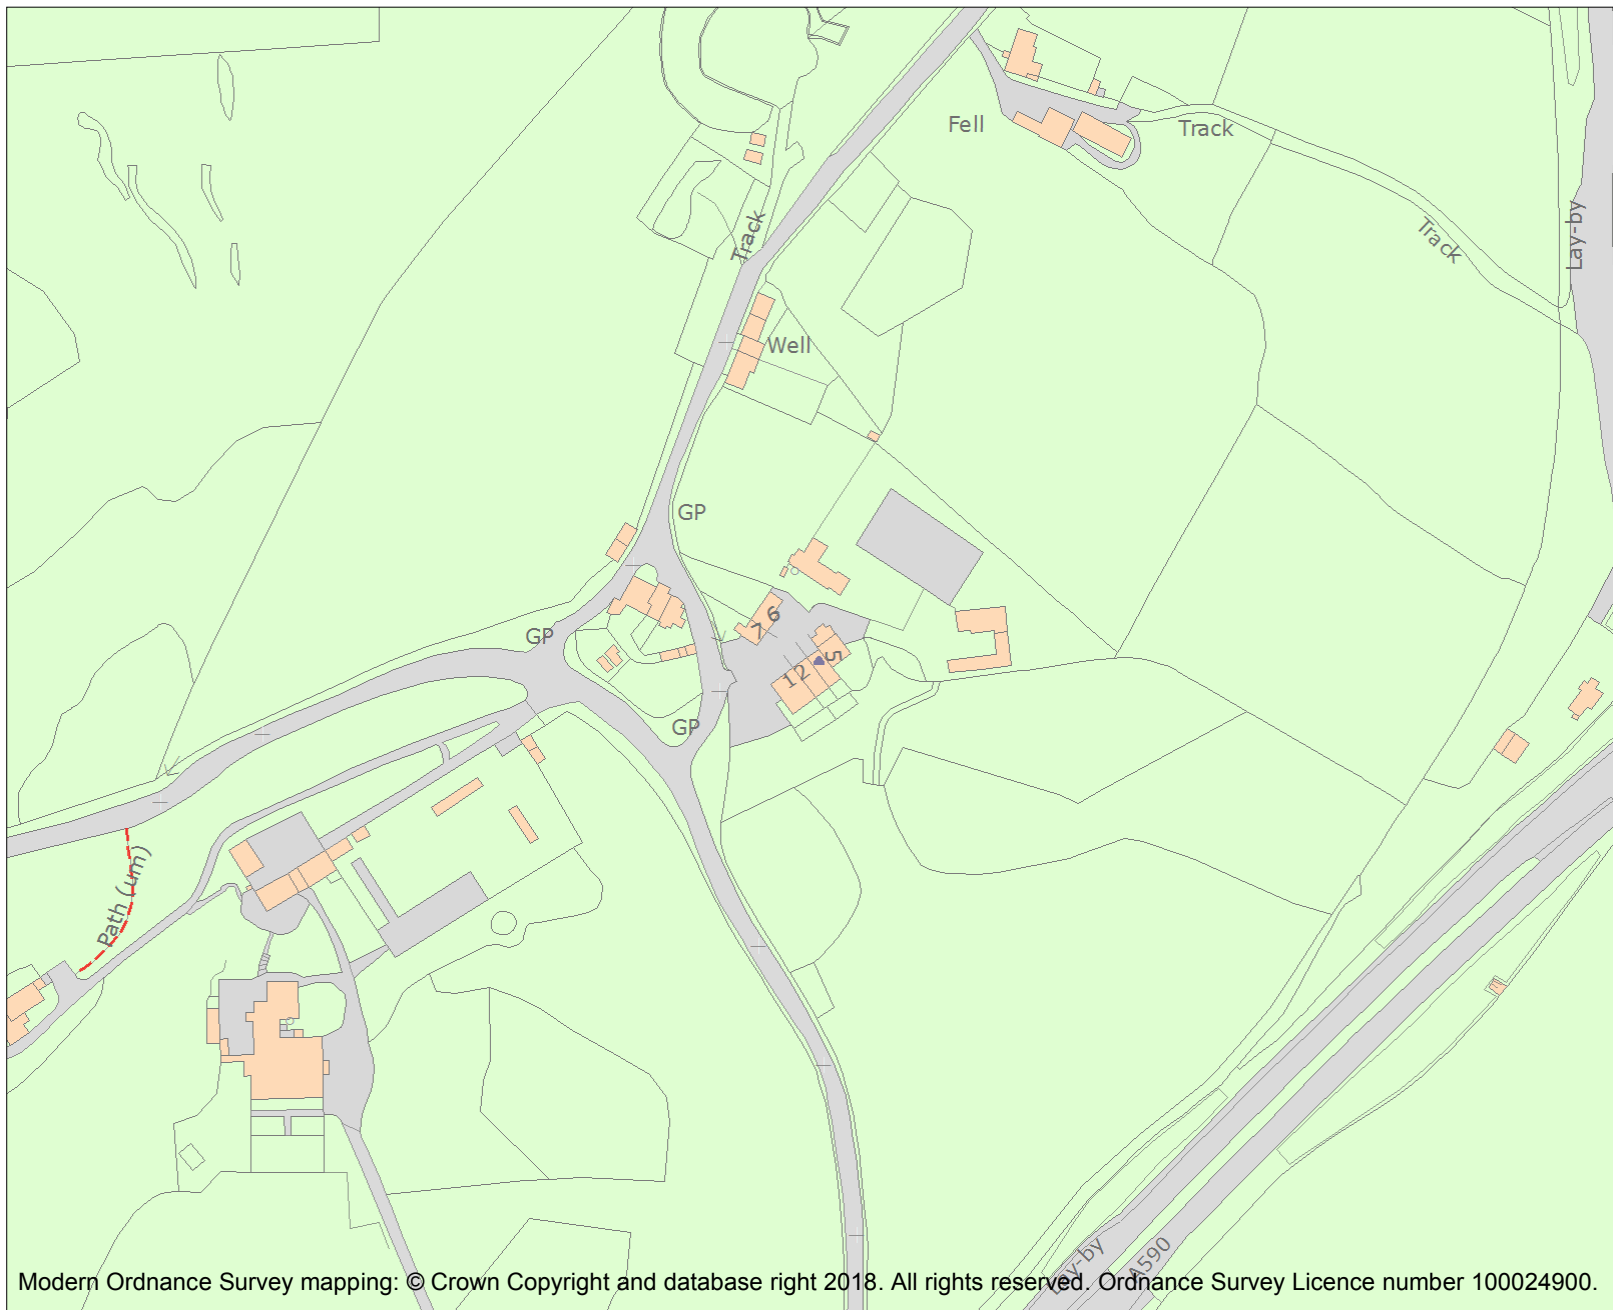 Fell
Track
Track
Lay-by
Track
Well
GP
GP
6
7
5
12
GP
Path (um)
Lay-by
A590
Modern Ordnance Survey mapping: © Crown Copyright and database right 2018. All rights reserved. Ordnance Survey Licence number 100024900.